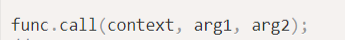 func.call(context, arg1, arg2);